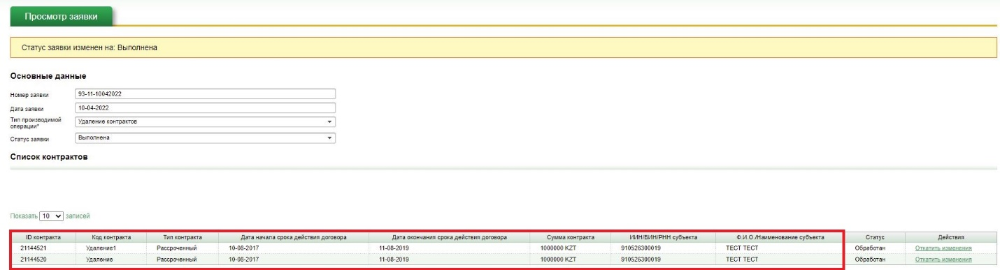 Просмотр заявки
Статус заявки изменен на: Выполнена
Основные данные
Номер заявки 93-11-10042022
Дата заявки 10-04-2022
Тип производимой операции* Удаление контрактов
Статус заявки Выполнена
Список контрактов
Показать 10 записей
ID контракта Код контракта Тип контракта Дата начала срока действия договора Дата окончания срока действия договора Сумма контракта ИИН/БИН/РНН субъекта Ф.И.О./Наименование субъекта Статус Действия
21144521 Удаление1 Рассроченный 10-08-2017 11-08-2019 1000000 KZT 910526300019 ТЕСТ ТЕСТ Обработан Откатить изменения
21144520 Удаление Рассроченный 10-08-2017 11-08-2019 1000000 KZT 910526300019 ТЕСТ ТЕСТ Обработан Откатить изменения